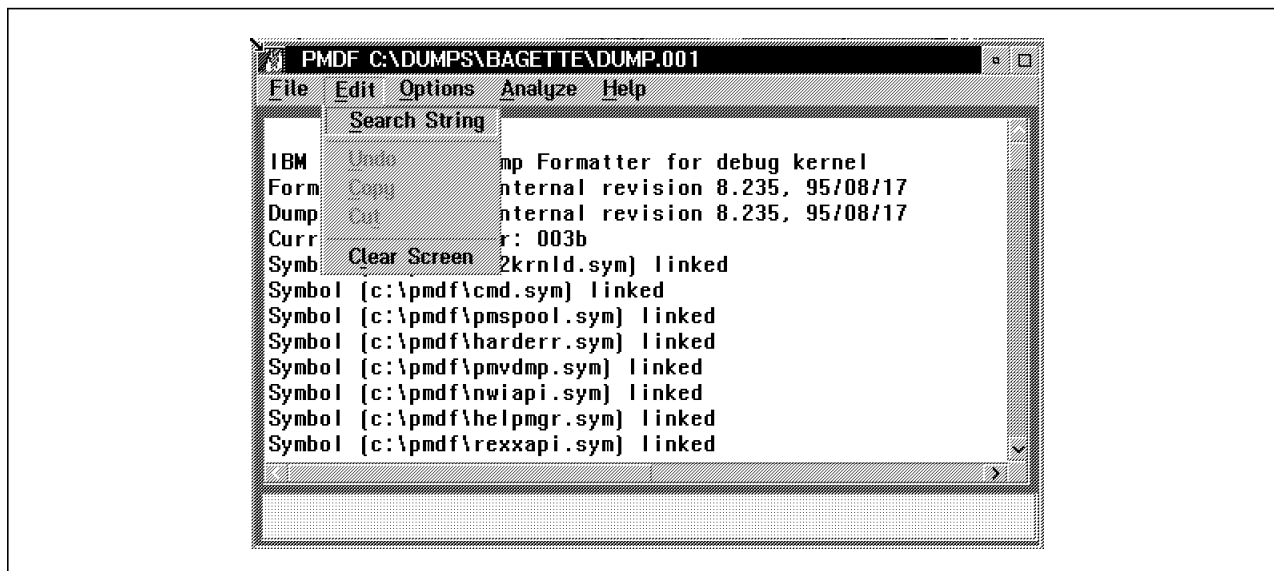 PMDF C:\DUMPS\BAGETTE\DUMP.001
File Edit Options Analyze Help
Search String
Undo
Copy
Cut
Clear Screen
IBM mp Formatter for debug kernel
Form nternal revision 8.235, 95/08/17
Dump nternal revision 8.235, 95/08/17
Curr r: 003b
Symb 2krnld.sym) linked
Symbol (c:\pmdf\cmd.sym) linked
Symbol (c:\pmdf\pmspool.sym) linked
Symbol (c:\pmdf\harderr.sym) linked
Symbol (c:\pmdf\pmvdmp.sym) linked
Symbol (c:\pmdf\nwiapi.sym) linked
Symbol (c:\pmdf\helpmgr.sym) linked
Symbol (c:\pmdf\rexxapi.sym) linked